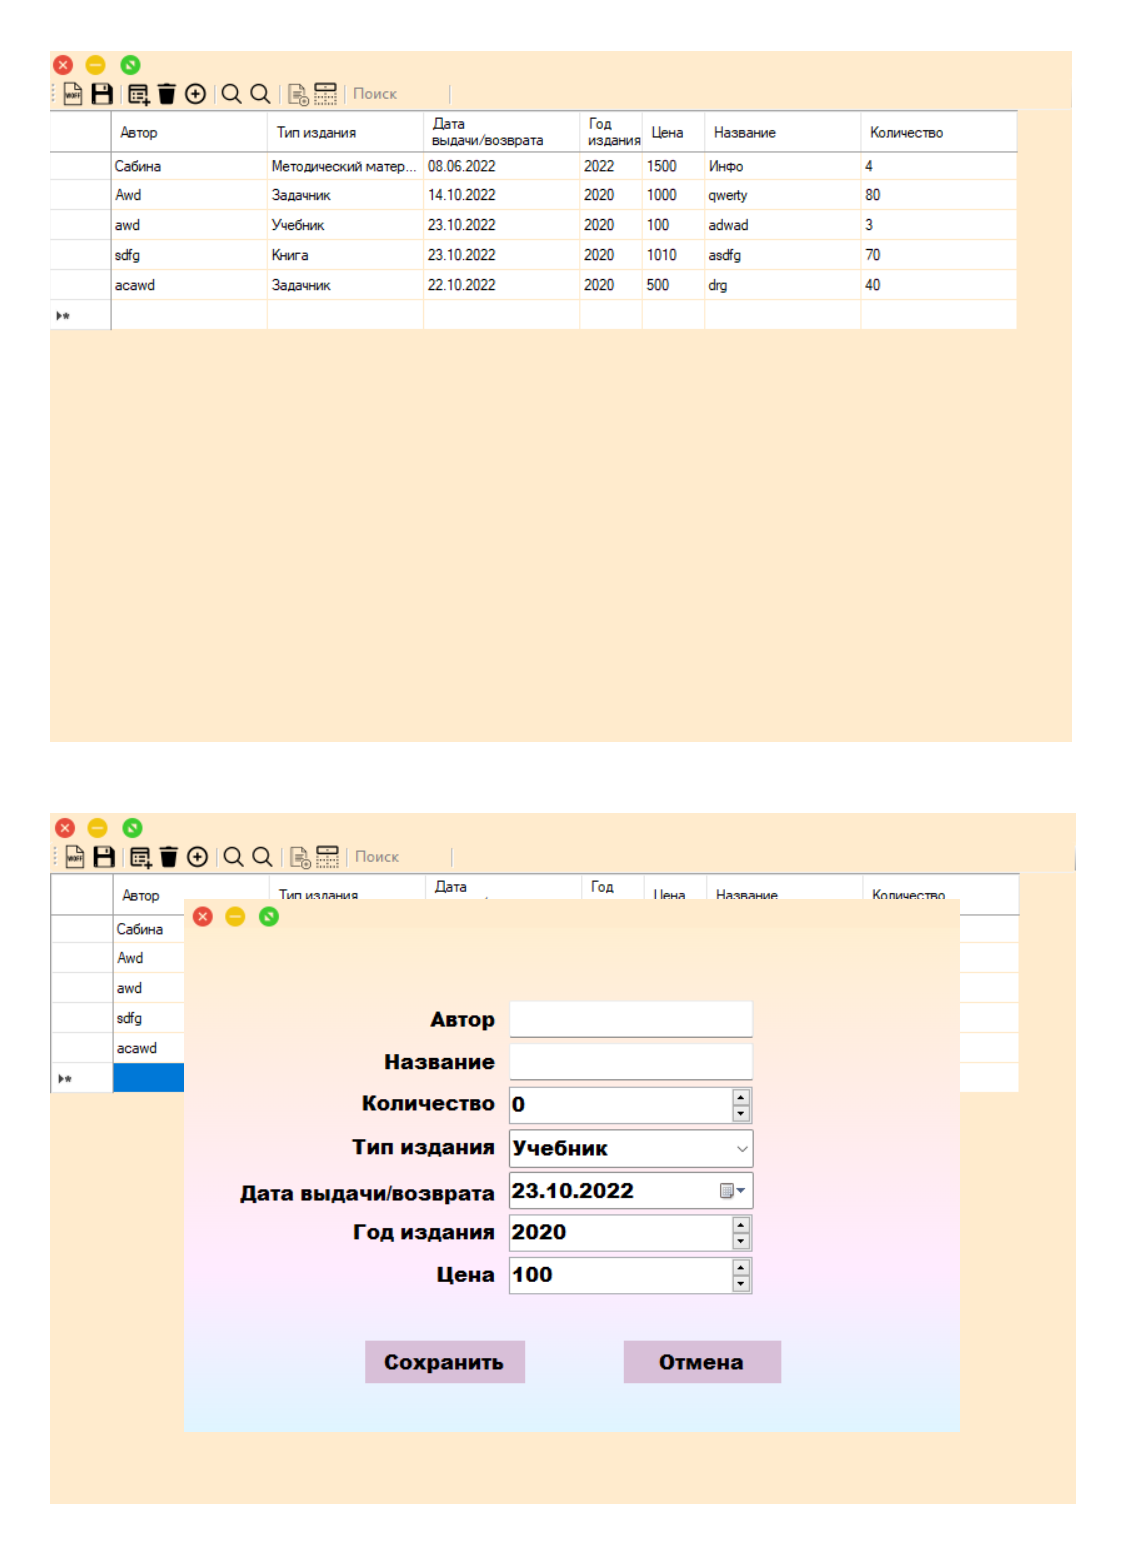 WOFF Поиск
Автор Тип издания Дата выдачи/возврата Год издания Цена Название Количество
Сабина Методический матер... 08.06.2022 2022 1500 Инфо 4
Awd Задачник 14.10.2022 2020 1000 qwerty 80
awd Учебник 23.10.2022 2020 100 adwad 3
sdfg Книга 23.10.2022 2020 1010 asdfg 70
acawd Задачник 22.10.2022 2020 500 drg 40
WOFF Поиск
Автор Тип издания Дата Год Цена Название Количество
Сабина
Awd
awd
sdfg
acawd
Автор
Название
Количество 0
Тип издания Учебник
Дата выдачи/возврата 23.10.2022
Год издания 2020
Цена 100
Сохранить Отмена